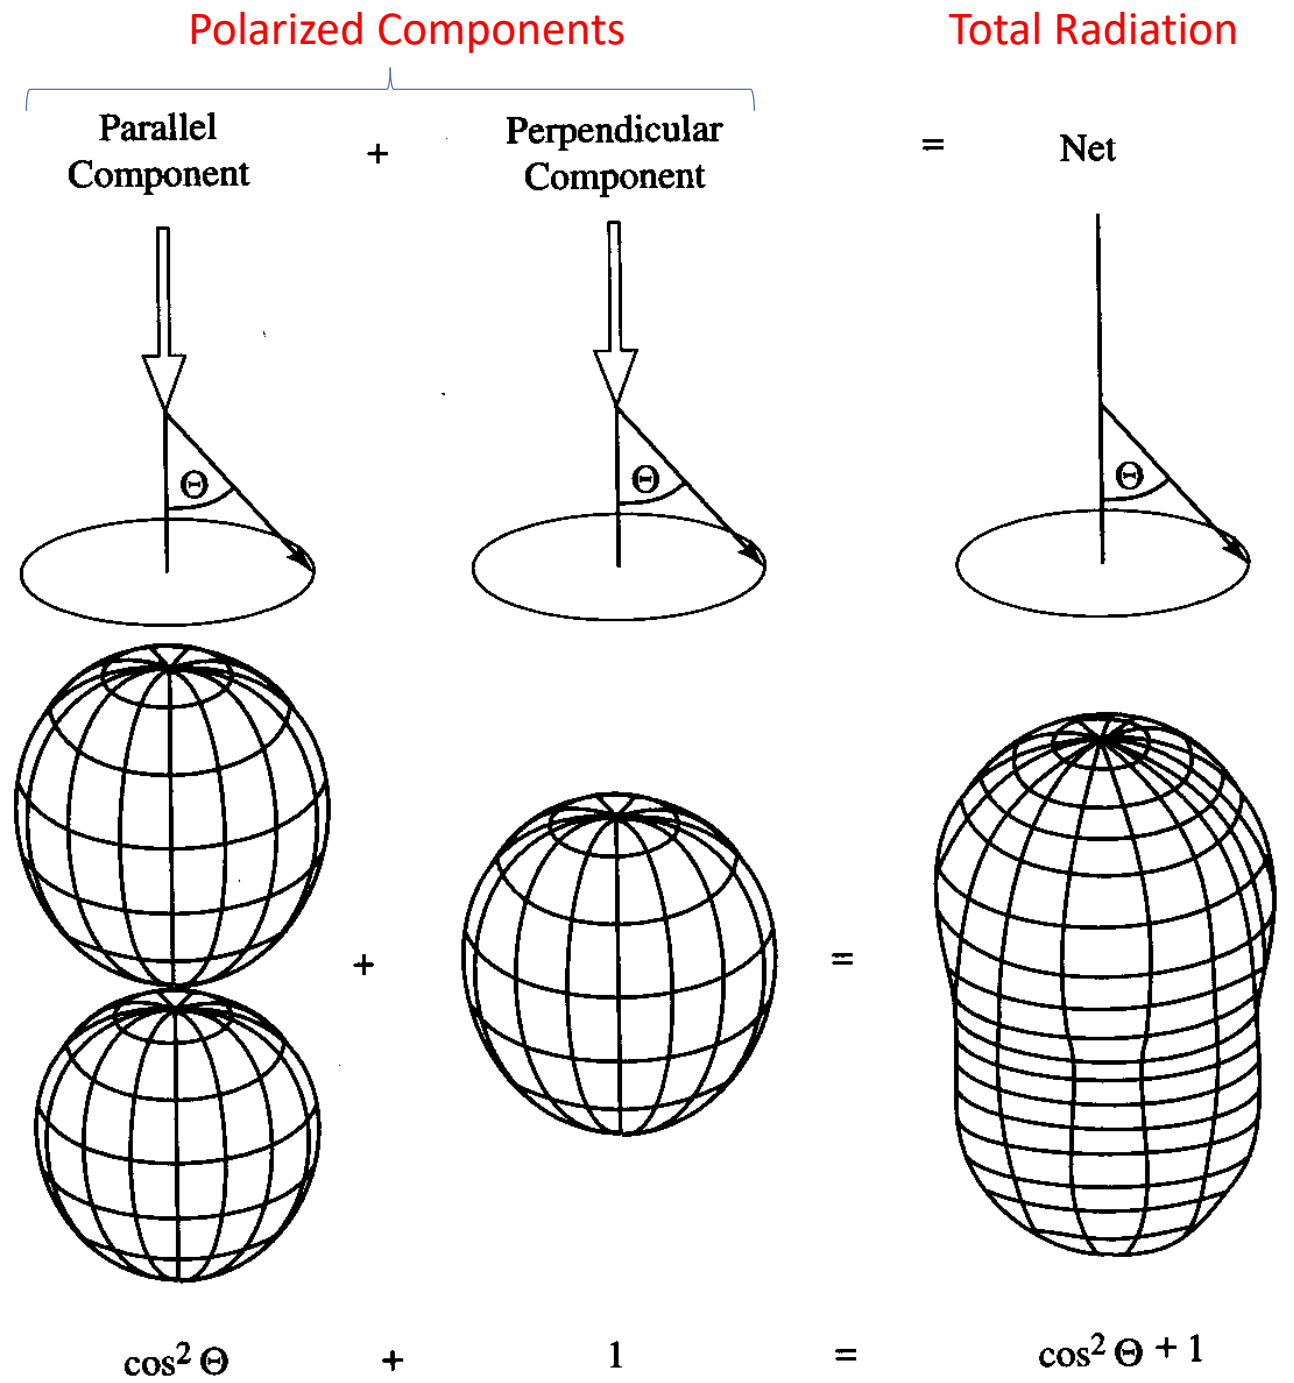 Polarized Components
Total Radiation
Parallel
Component
+
Perpendicular
Component
=
Net
Θ
Θ
Θ
+
=
cos² Θ + 1 = cos² Θ + 1